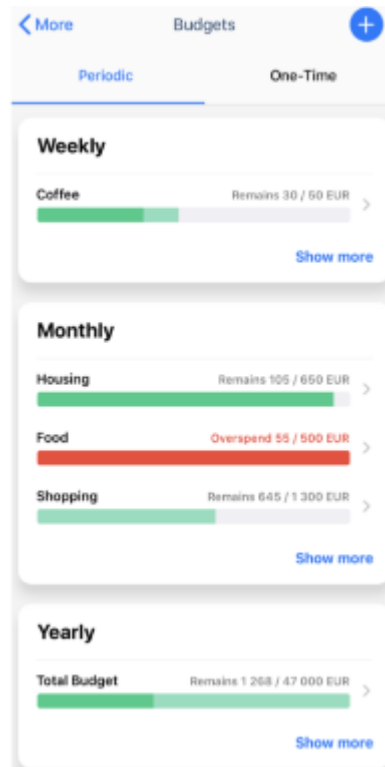 More
Budgets
Periodic
One-Time
Weekly
Coffee
Remains 30 / 50 EUR
Show more
Monthly
Housing
Remains 105 / 650 EUR
Food
Overspend 55 / 500 EUR
Shopping
Remains 645 / 1 300 EUR
Show more
Yearly
Total Budget
Remains 1 268 / 47 000 EUR
Show more